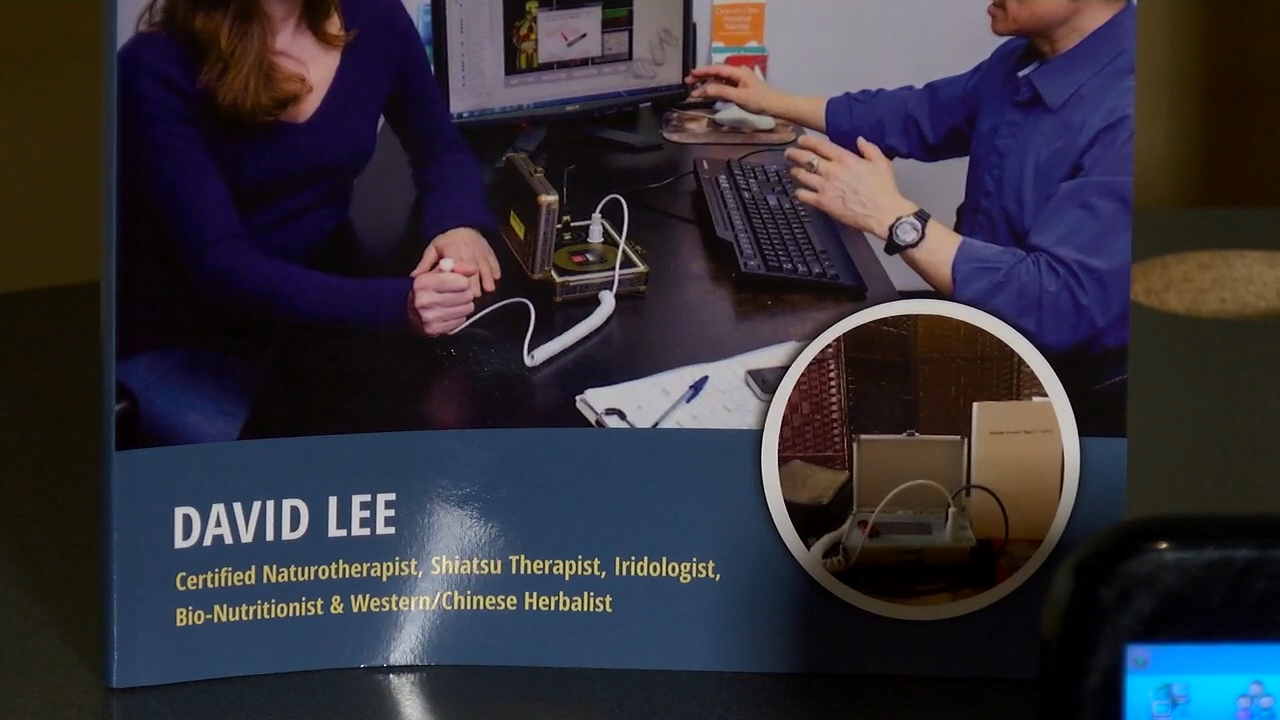 DAVID LEE
Certified Naturotherapist, Shiatsu Therapist, Iridologist,
Bio-Nutritionist & Western/Chinese Herbalist